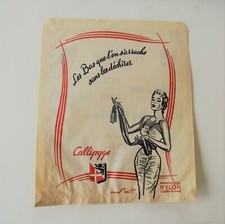 Les Bas que l'on s'arrache
sans les déchirer
Callipyge
NYLON